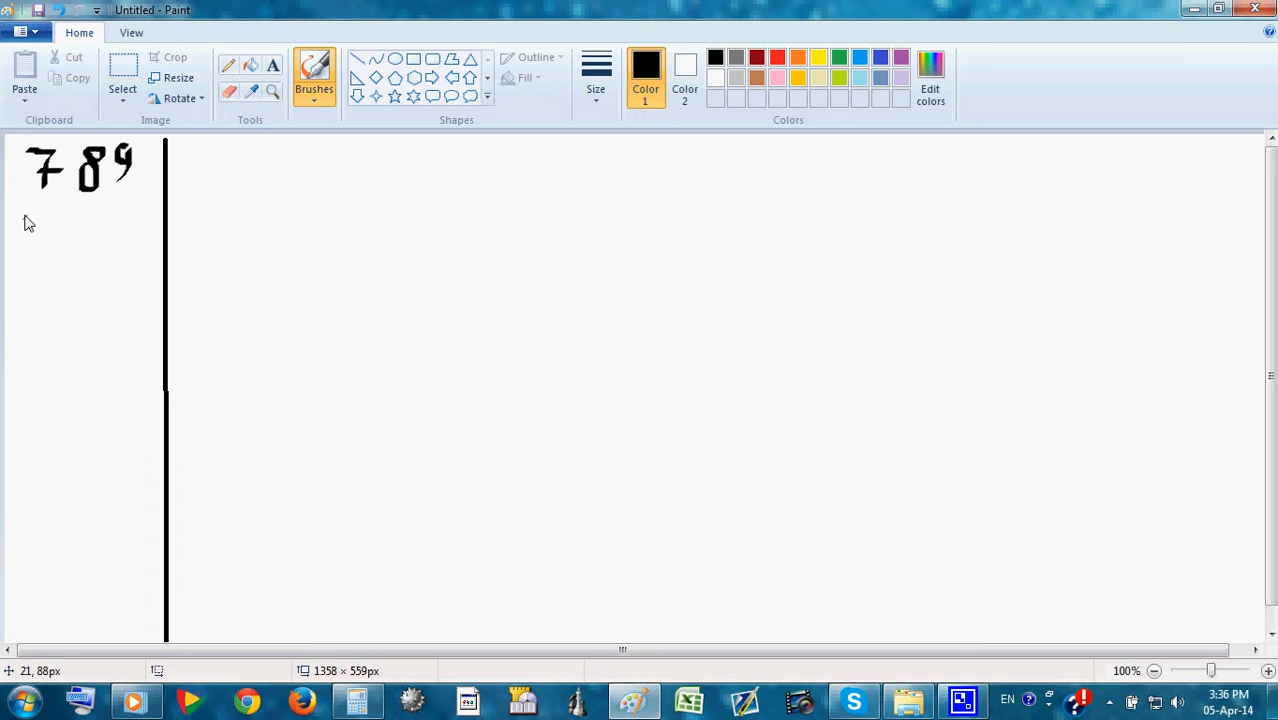 Untitled - Paint
Home
View
Paste
Cut
Copy
Clipboard
Select
Crop
Resize
Rotate
Image
Tools
Brushes
Outline
Fill
Shapes
Size
Color 1
Color 2
Edit colors
Colors
7 8 9
21, 88px
1358 × 559px
100%
EN
3:36 PM
05-Apr-14